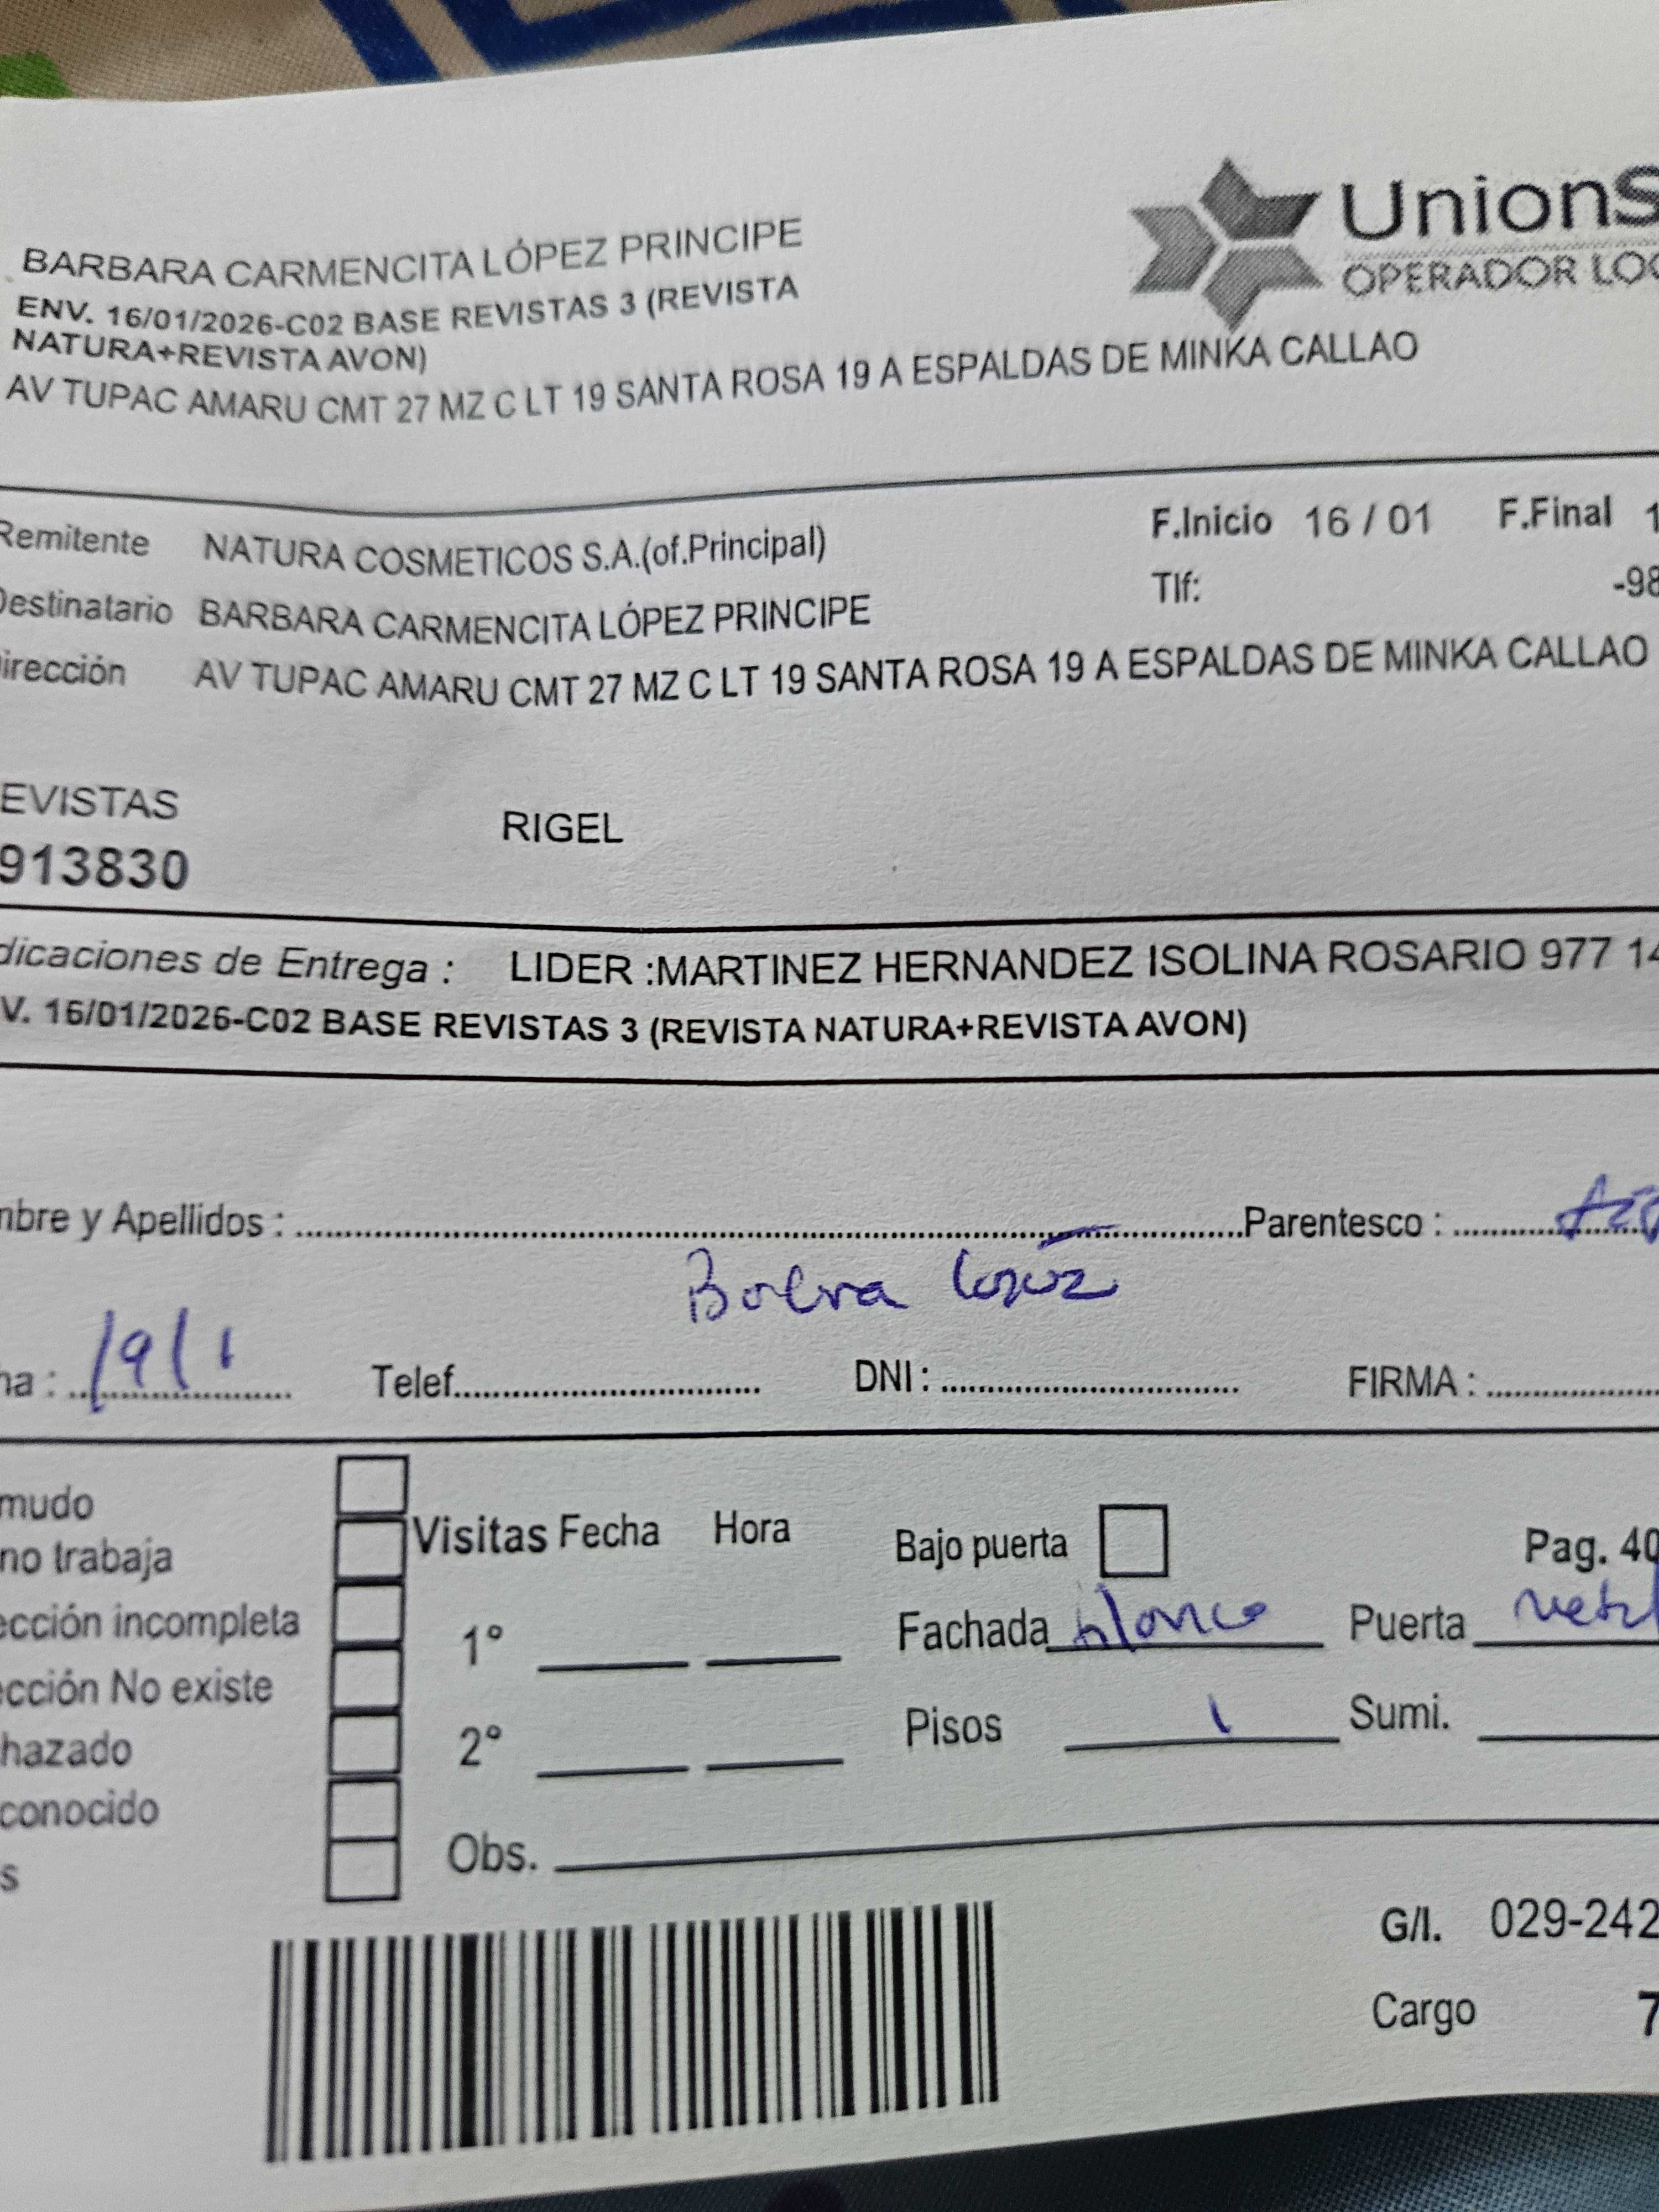 BARBARA CARMENCITA LÓPEZ PRINCIPE
ENV. 16/01/2026-C02 BASE REVISTAS 3 (REVISTA
NATURA+REVISTA AVON)
AV TUPAC AMARU CMT 27 MZ C LT 19 SANTA ROSA 19 A ESPALDAS DE MINKA CALLAO
UnionS
OPERADOR LOG
Remitente NATURA COSMETICOS S.A.(of.Principal) F.Inicio 16 / 01 F.Final 1
Destinatario BARBARA CARMENCITA LÓPEZ PRINCIPE Tlf: -98
irección AV TUPAC AMARU CMT 27 MZ C LT 19 SANTA ROSA 19 A ESPALDAS DE MINKA CALLAO
EVISTAS RIGEL
913830
dicaciones de Entrega : LIDER :MARTINEZ HERNANDEZ ISOLINA ROSARIO 977 14
V. 16/01/2026-C02 BASE REVISTAS 3 (REVISTA NATURA+REVISTA AVON)
mbre y Apellidos : Parentesco :
López
ha : 19/1 Telef. DNI : FIRMA :
mudo
no trabaja
ección incompleta
ección No existe
hazado
conocido
s
Visitas Fecha Hora
1°
2°
Obs.
Bajo puerta Pag. 40
Fachada blanco Puerta
Pisos 1 Sumi.
G/I. 029-242
Cargo 7